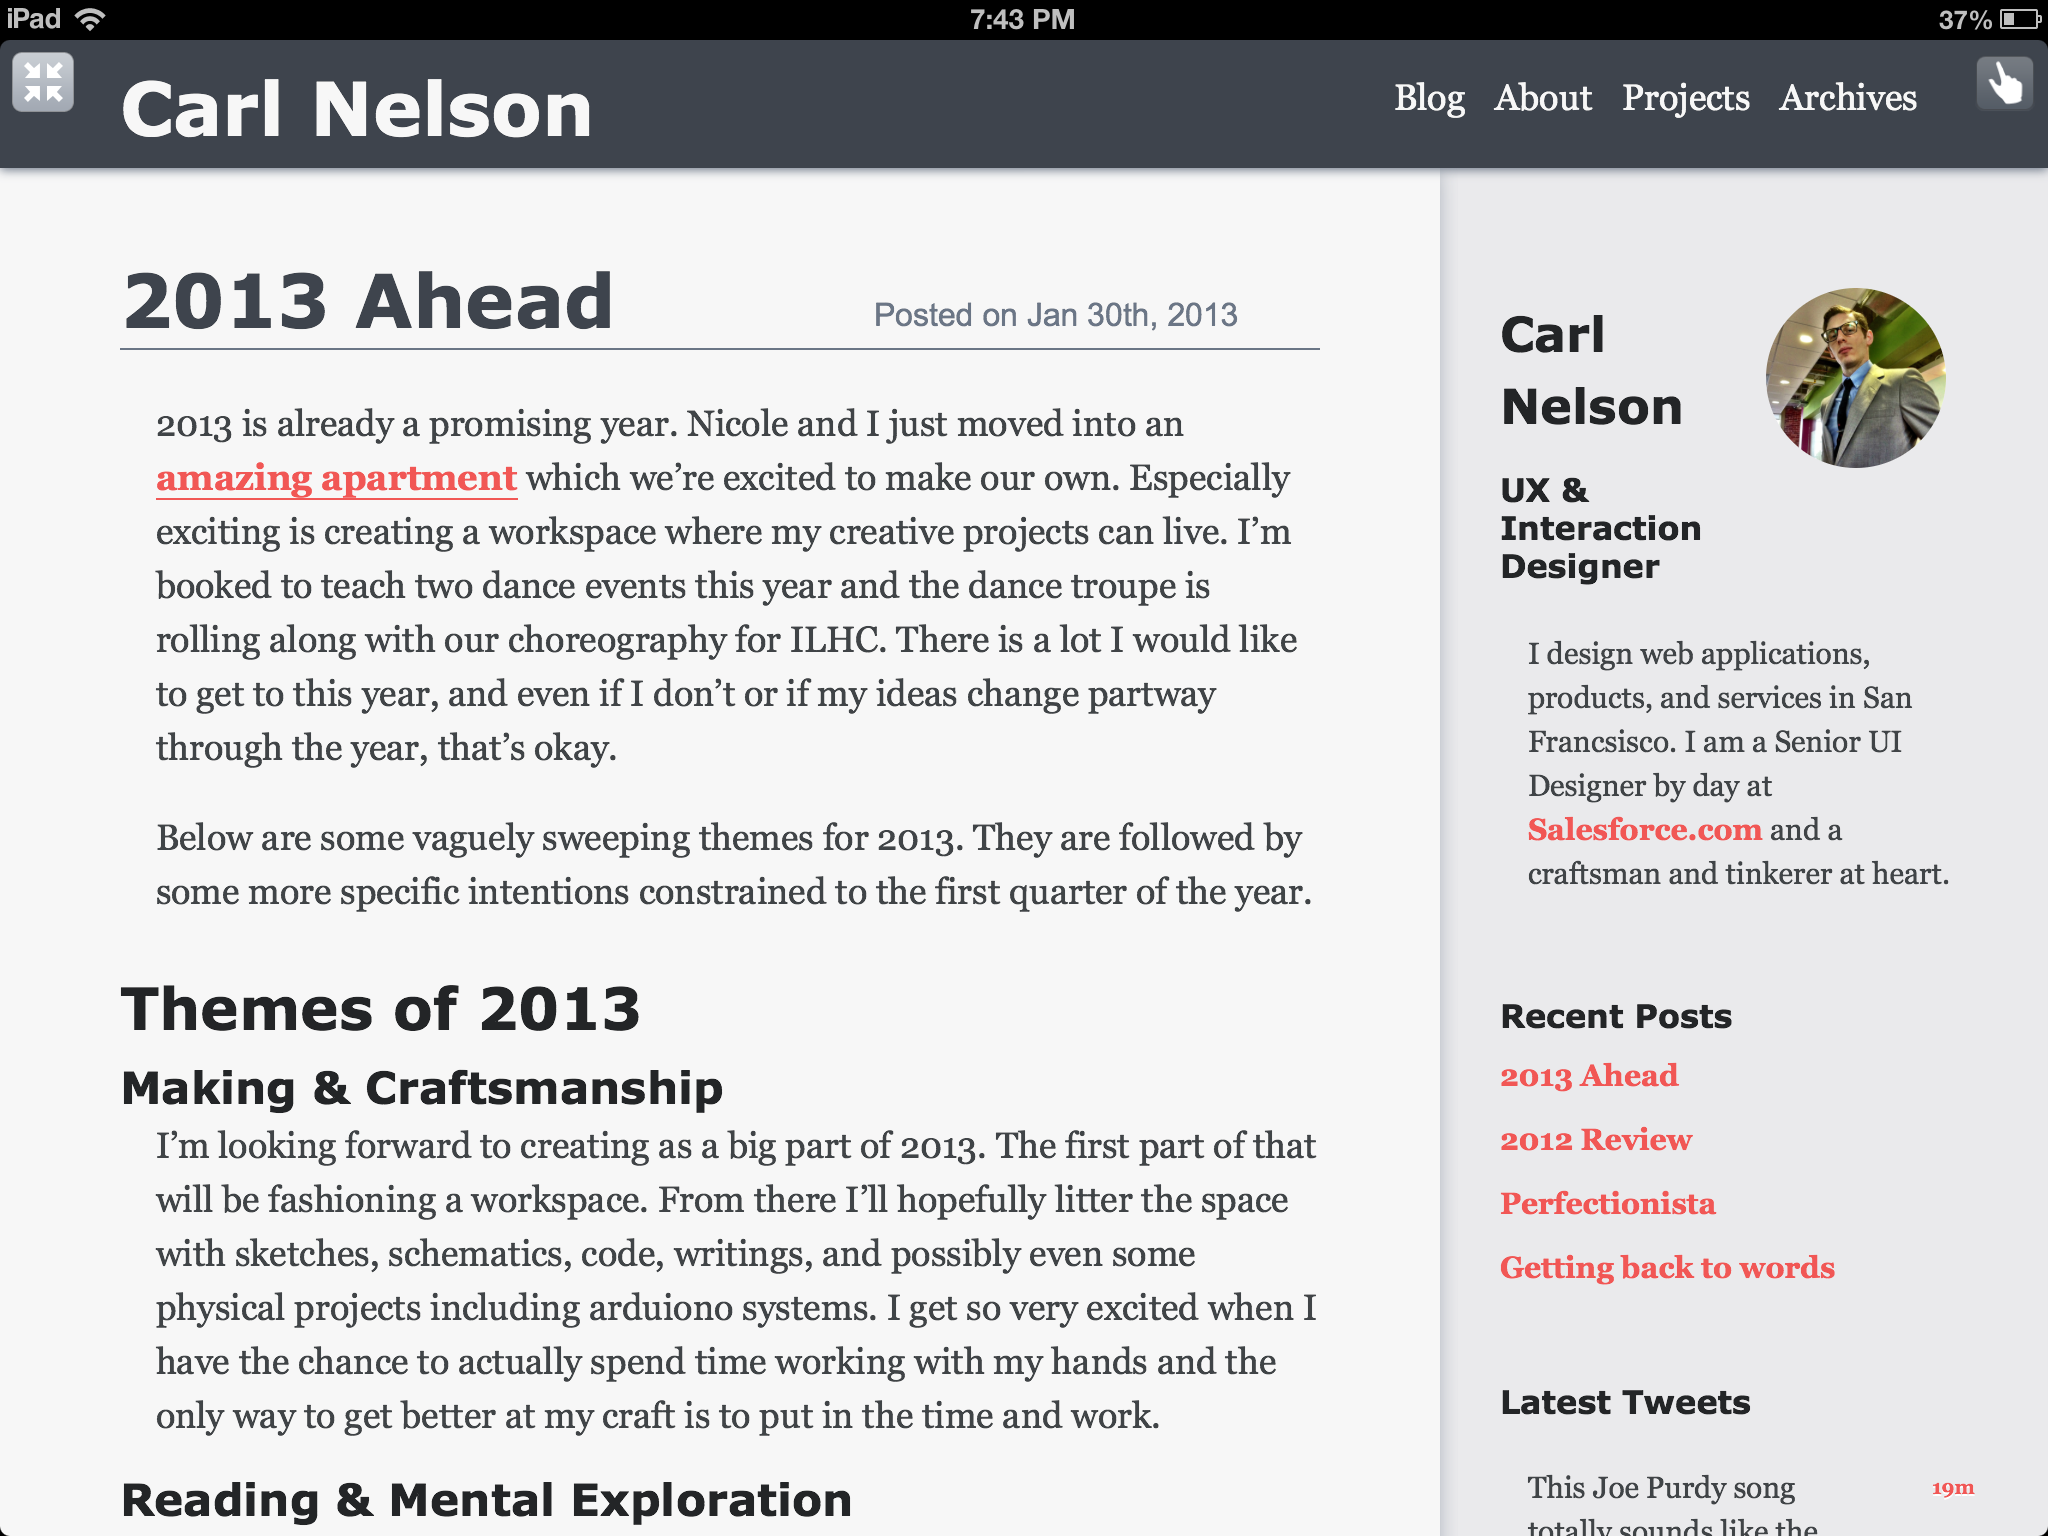 iPad
7:43 PM
37%
Carl Nelson
Blog About Projects Archives
2013 Ahead
Posted on Jan 30th, 2013
2013 is already a promising year. Nicole and I just moved into an
amazing apartment which we’re excited to make our own. Especially
exciting is creating a workspace where my creative projects can live. I’m
booked to teach two dance events this year and the dance troupe is
rolling along with our choreography for ILHC. There is a lot I would like
to get to this year, and even if I don’t or if my ideas change partway
through the year, that’s okay.
Below are some vaguely sweeping themes for 2013. They are followed by
some more specific intentions constrained to the first quarter of the year.
Themes of 2013
Making & Craftsmanship
I’m looking forward to creating as a big part of 2013. The first part of that
will be fashioning a workspace. From there I’ll hopefully litter the space
with sketches, schematics, code, writings, and possibly even some
physical projects including arduiono systems. I get so very excited when I
have the chance to actually spend time working with my hands and the
only way to get better at my craft is to put in the time and work.
Reading & Mental Exploration
Carl
Nelson
UX &
Interaction
Designer
I design web applications,
products, and services in San
Francsisco. I am a Senior UI
Designer by day at
Salesforce.com and a
craftsman and tinkerer at heart.
Recent Posts
2013 Ahead
2012 Review
Perfectionista
Getting back to words
Latest Tweets
This Joe Purdy song
19m
totally sounds like the